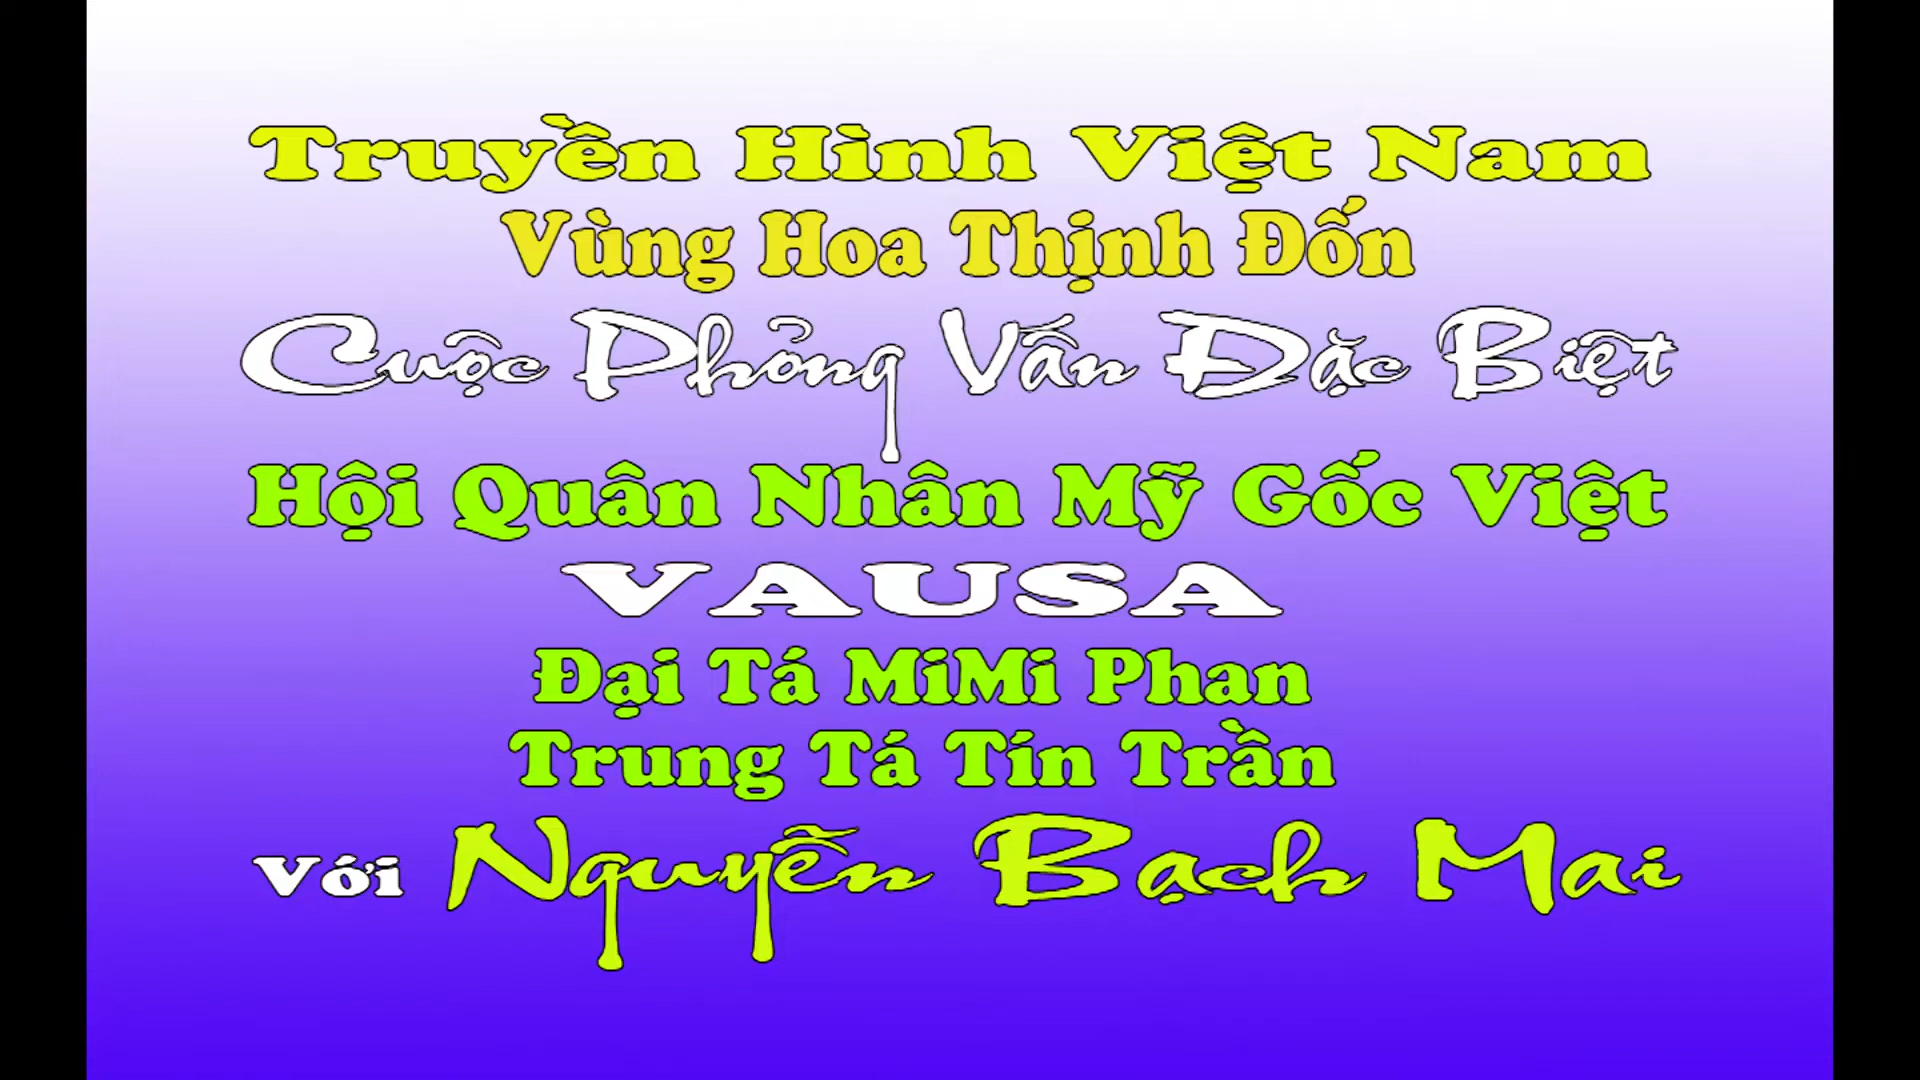 Truyền Hình Việt Nam
Vùng Hoa Thịnh Đốn
Cuộc Phỏng Vấn Đặc Biệt
Hội Quân Nhân Mỹ Gốc Việt
VAUSA
Đại Tá MiMi Phan
Trung Tá Tín Trần
với Nguyễn Bạch Mai